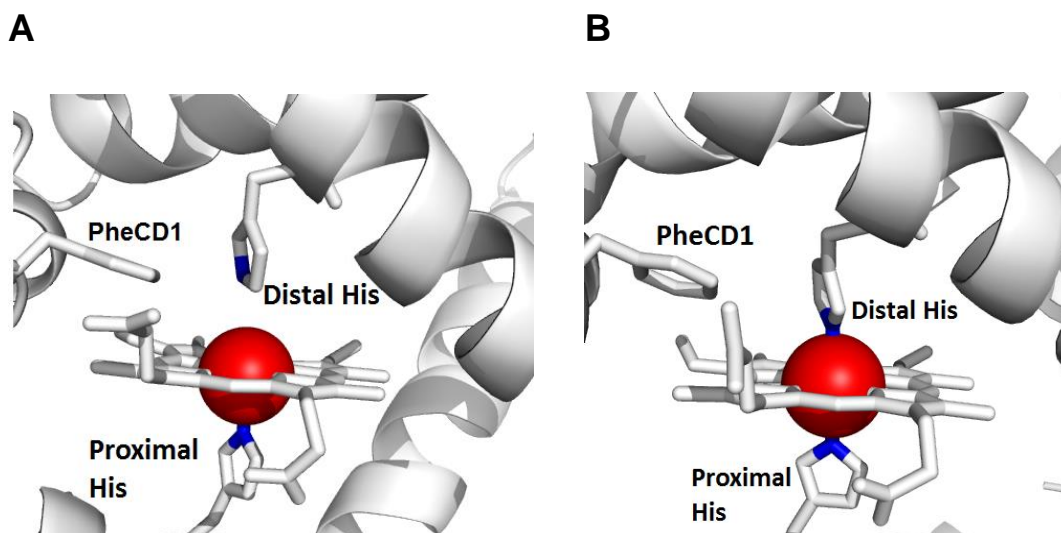 A
B
PheCD1
Distal His
Proximal
His
PheCD1
Distal His
Proximal
His